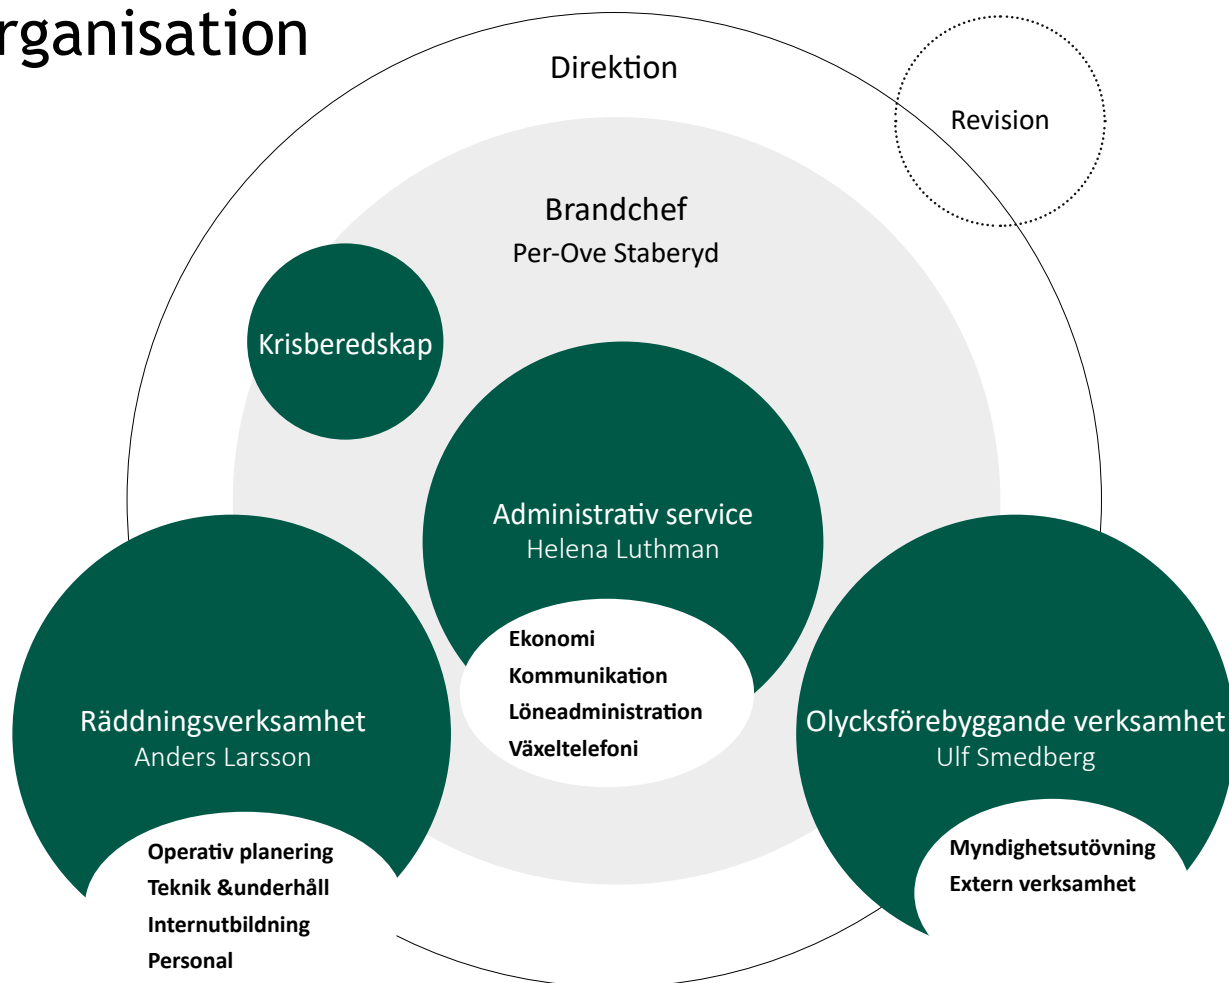 rganisation
Direktion
Revision
Brandchef
Per-Ove Staberyd
Krisberedskap
Administrativ service
Helena Luthman
Ekonomi
Kommunikation
Löneadministration
Växeltelefoni
Räddningsverksamhet
Anders Larsson
Operativ planering
Teknik &underhåll
Internutbildning
Personal
Olycksförebyggande verksamhet
Ulf Smedberg
Myndighetsutövning
Extern verksamhet